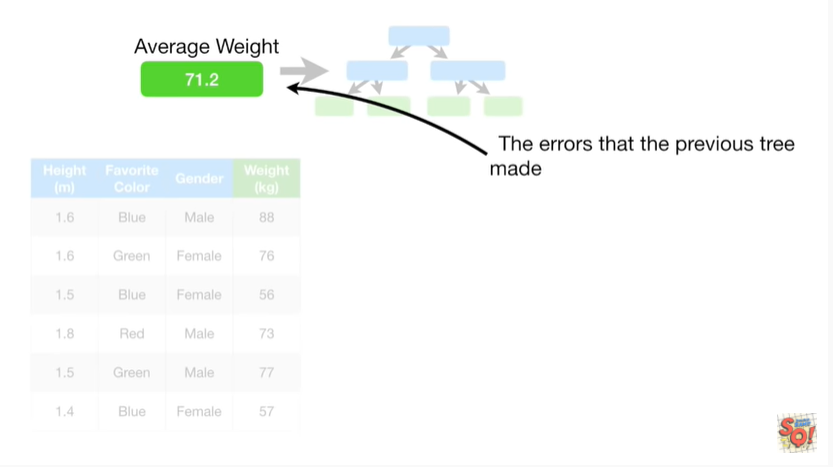 Average Weight
71.2
The errors that the previous tree
made
Height (m) Favorite Color Gender Weight (kg)
1.6 Blue Male 88
1.6 Green Female 76
1.5 Blue Female 56
1.8 Red Male 73
1.5 Green Male 77
1.4 Blue Female 57
SQ!